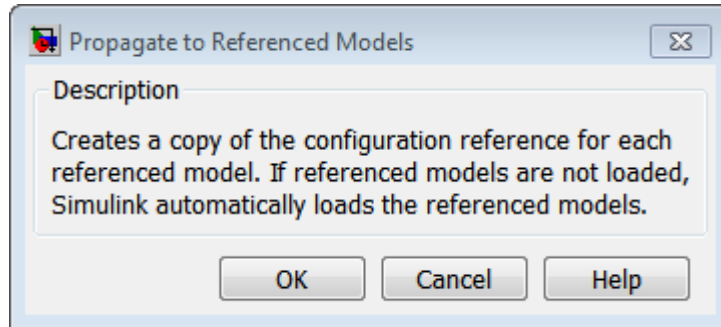 Propagate to Referenced Models
Description
Creates a copy of the configuration reference for each
referenced model. If referenced models are not loaded,
Simulink automatically loads the referenced models.
OK Cancel Help